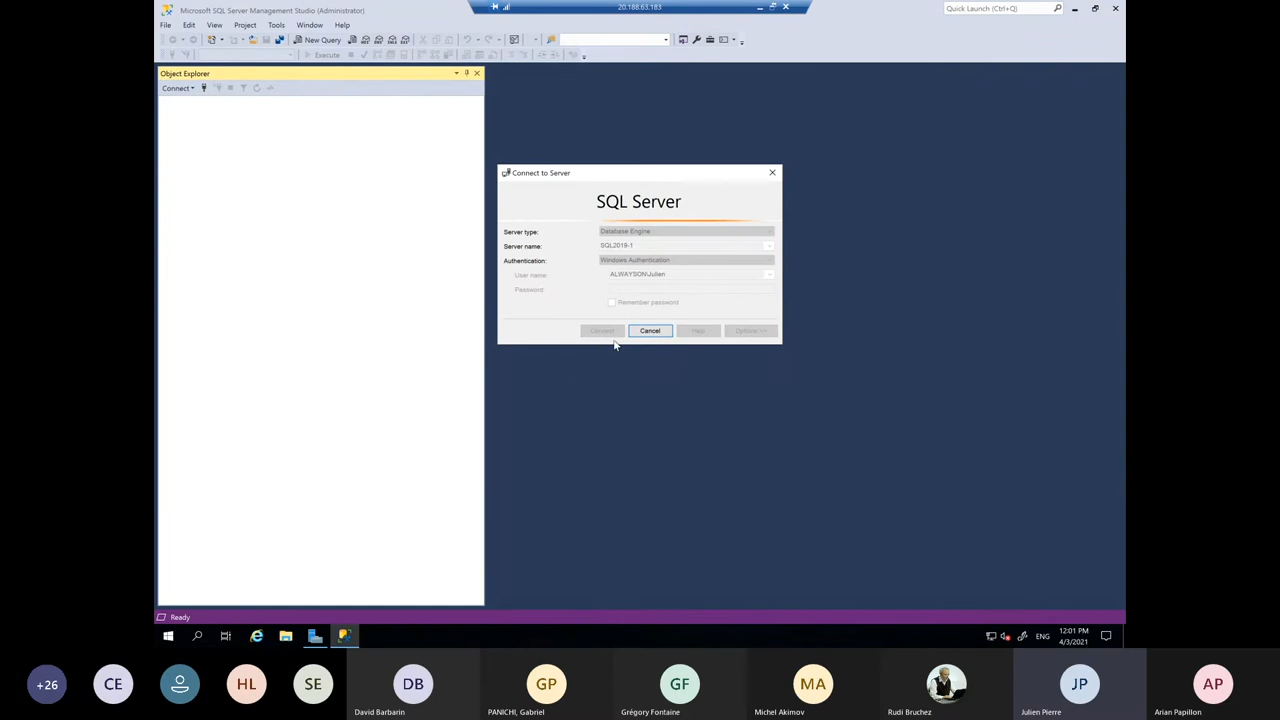 Microsoft SQL Server Management Studio (Administrator)
20.188.63.183
Quick Launch (Ctrl+Q)
File Edit View Project Tools Window Help
New Query
Execute
Object Explorer
Connect
Connect to Server
SQL Server
Server type: Database Engine
Server name: SQL2019-1
Authentication: Windows Authentication
User name: ALWAYSON\Julien
Password:
Remember password
Connect Cancel Help Options >>
Ready
ENG
12:01 PM
4/3/2021
+26 CE HL SE DB GP GF MA JP AP
David Barbarin PANICHI, Gabriel Grégory Fontaine Michel Akimov Rudi Bruchez Julien Pierre Arian Papillon